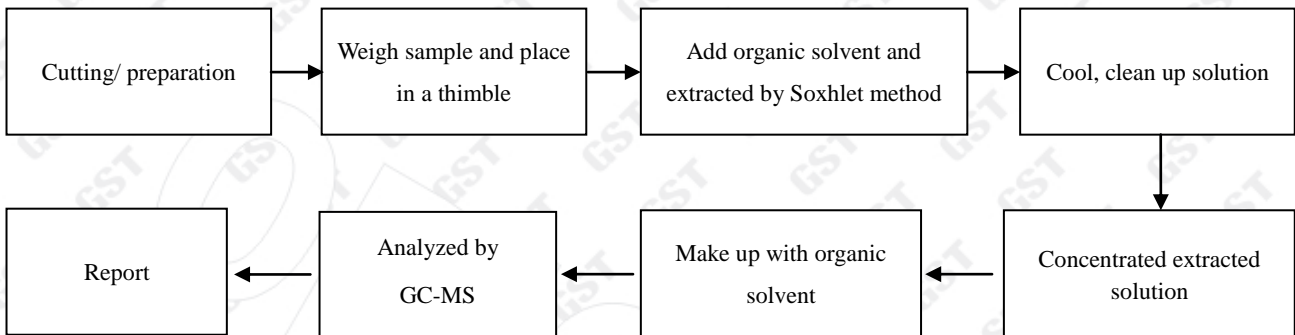 Cutting/ preparation
Weigh sample and place
in a thimble
Add organic solvent and
extracted by Soxhlet method
Cool, clean up solution
Report
Analyzed by
GC-MS
Make up with organic
solvent
Concentrated extracted
solution
GST